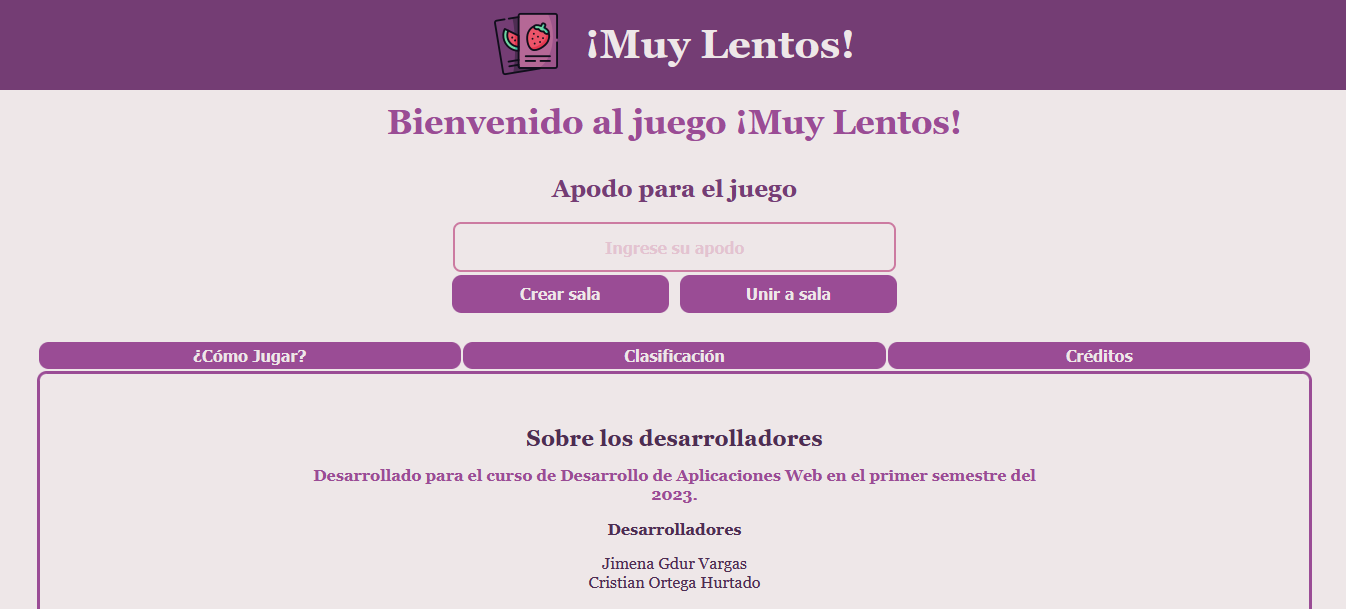 ¡Muy Lentos!
Bienvenido al juego ¡Muy Lentos!
Apodo para el juego
Ingrese su apodo
Crear sala
Unir a sala
¿Cómo Jugar?
Clasificación
Créditos
Sobre los desarrolladores
Desarrollado para el curso de Desarrollo de Aplicaciones Web en el primer semestre del
2023.
Desarrolladores
Jimena Gdur Vargas
Cristian Ortega Hurtado